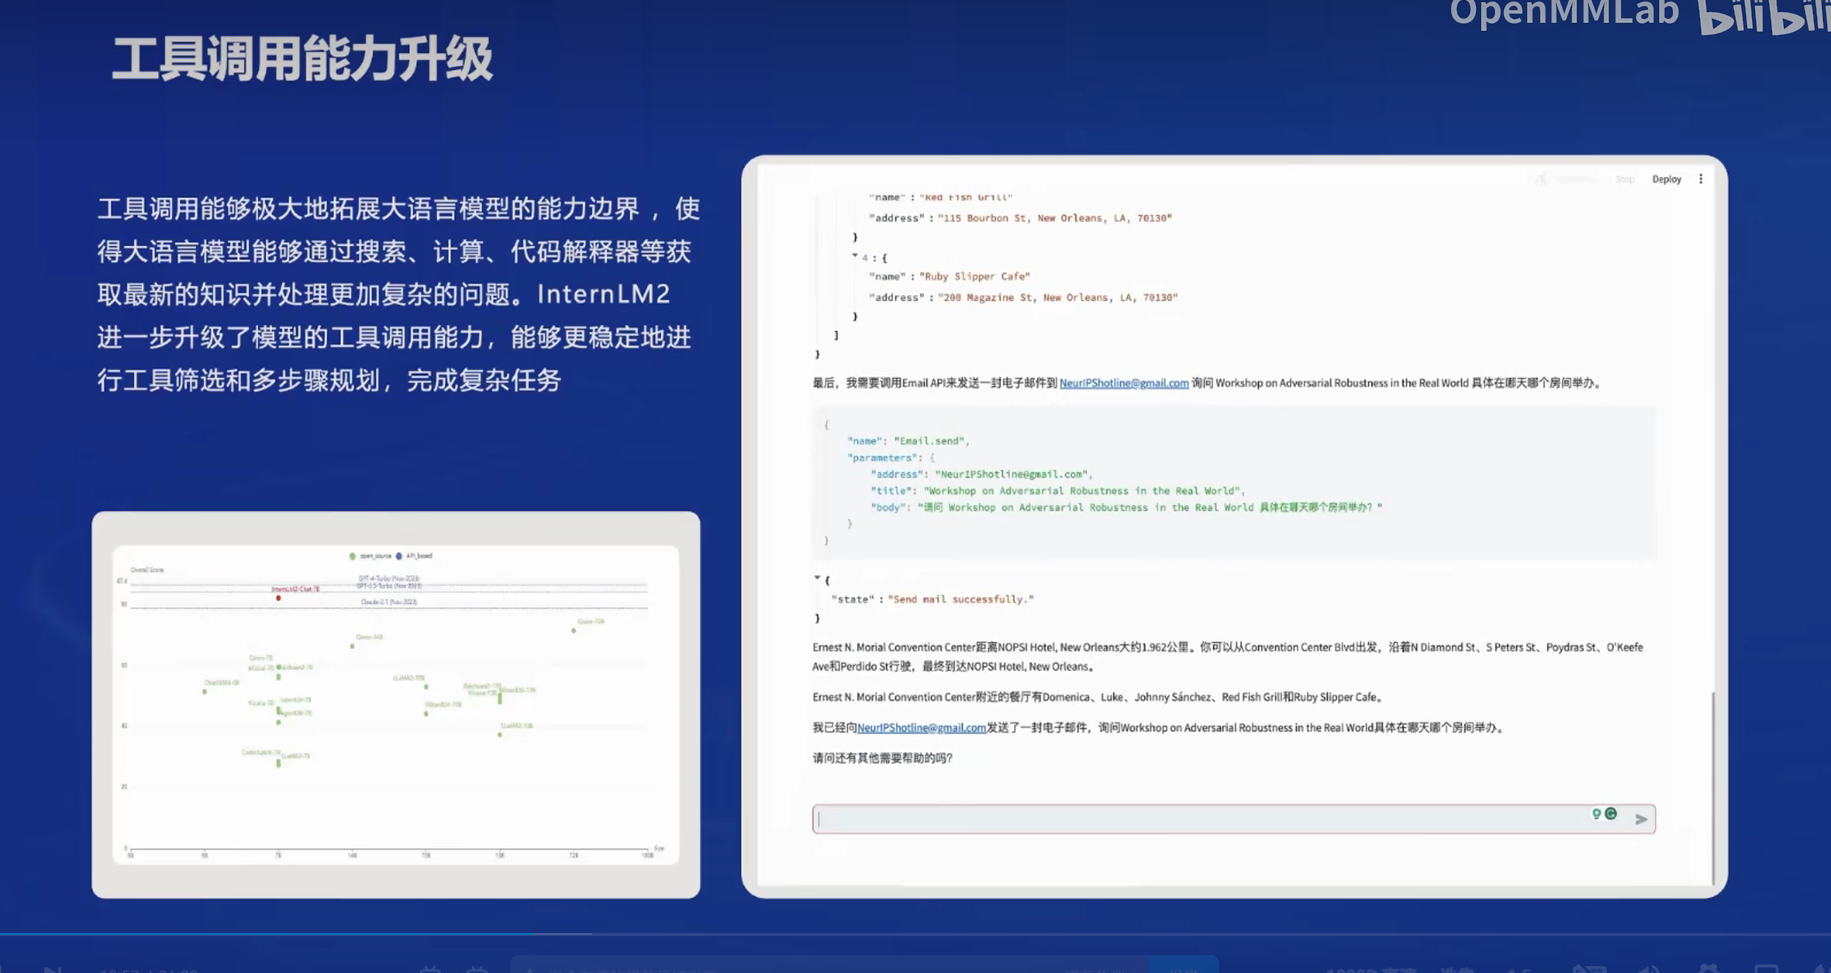 OpenMMLab bilibili
工具调用能力升级
工具调用能够极大地拓展大语言模型的能力边界，使
得大语言模型能够通过搜索、计算、代码解释器等获
取最新的知识并处理更加复杂的问题。InternLM2
进一步升级了模型的工具调用能力，能够更稳定地进
行工具筛选和多步骤规划，完成复杂任务
open_source API_based
Overall Score
GPT-4-Turbo (Nov 2023)
GPT-3.5-Turbo (Nov 2023)
InternLM2-Chat-7B
Claude-2.1 (Nov 2023)
80
60
40
20
0
Stop Deploy
"name" : "Red Fish Grill"
"address" : "115 Bourbon St, New Orleans, LA, 70130"
}
4 : {
"name" : "Ruby Slipper Cafe"
"address" : "200 Magazine St, New Orleans, LA, 70130"
}
]
}
最后，我需要调用Email API来发送一封电子邮件到 NeurIPShotline@gmail.com 询问 Workshop on Adversarial Robustness in the Real World 具体在哪天哪个房间举办。
{
"name": "Email.send",
"parameters": {
"address": "NeurIPShotline@gmail.com",
"title": "Workshop on Adversarial Robustness in the Real World",
"body": "请问 Workshop on Adversarial Robustness in the Real World 具体在哪天哪个房间举办？"
}
}
{
"state" : "Send mail successfully."
}
Ernest N. Morial Convention Center距离NOPSI Hotel, New Orleans大约1.962公里。你可以从Convention Center Blvd出发，沿着N Diamond St、S Peters St、Poydras St、O'Keefe
Ave和Perdido St行驶，最终到达NOPSI Hotel, New Orleans。
Ernest N. Morial Convention Center附近的餐厅有Domenica、Luke、Johnny Sánchez、Red Fish Grill和Ruby Slipper Cafe。
我已经向NeurIPShotline@gmail.com发送了一封电子邮件，询问Workshop on Adversarial Robustness in the Real World具体在哪天哪个房间举办。
请问还有其他需要帮助的吗？